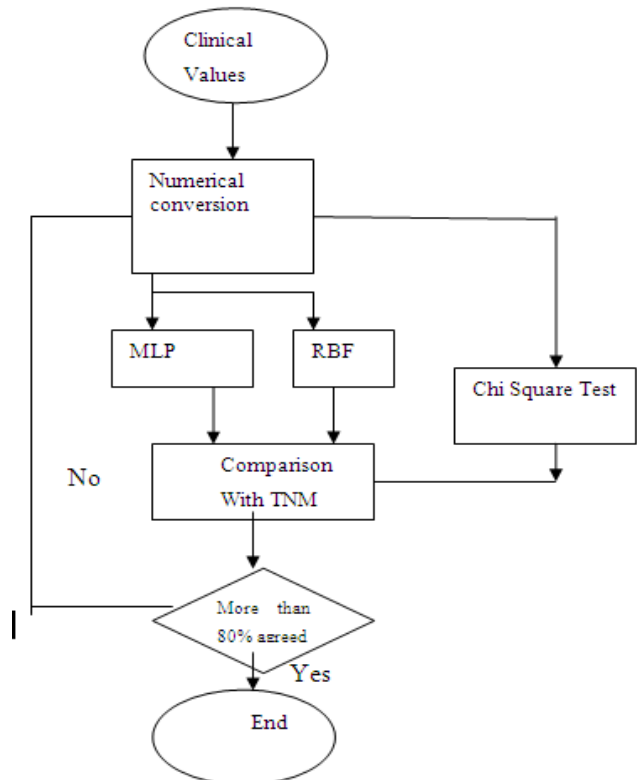 Clinical
Values
Numerical
conversion
MLP
RBF
Chi Square Test
Comparison
With TNM
No
More than
80% agreed
Yes
End